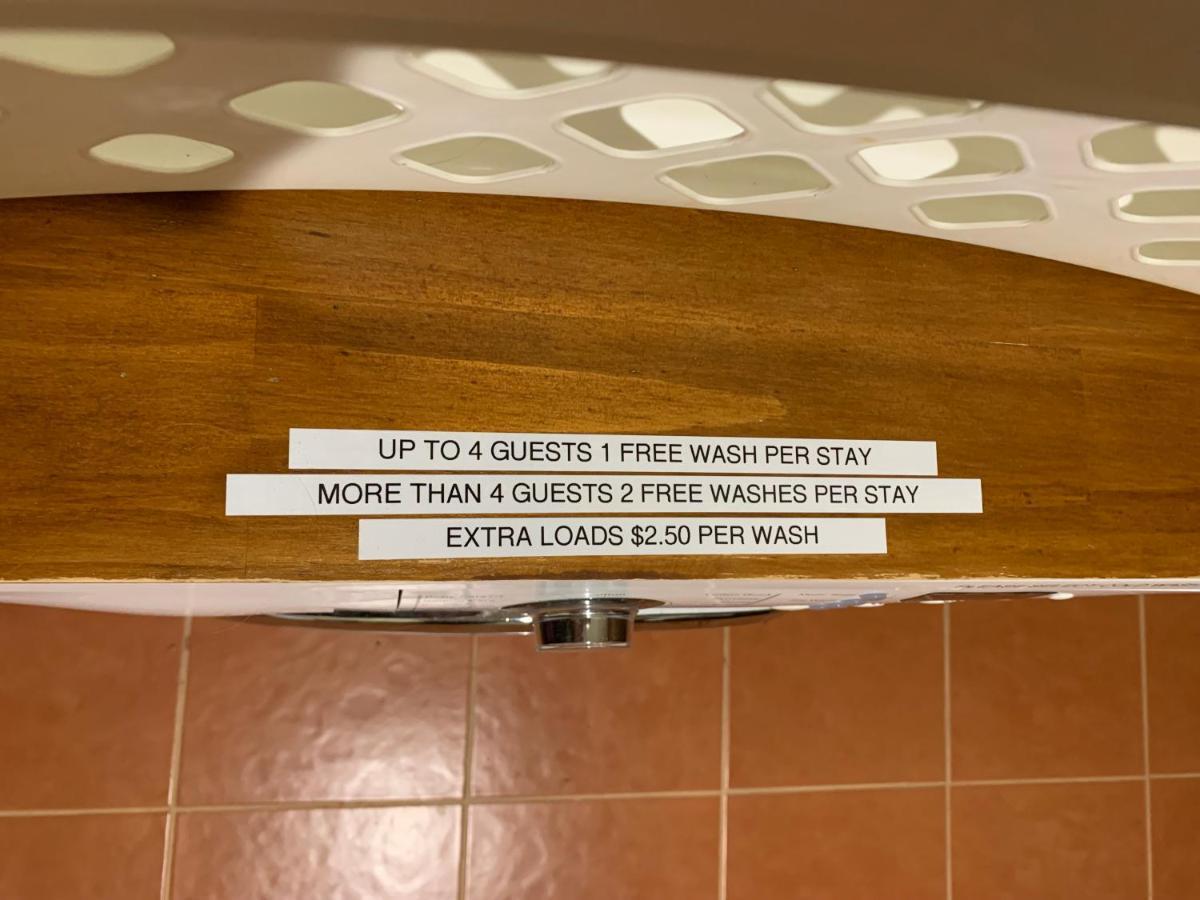 UP TO 4 GUESTS 1 FREE WASH PER STAY
MORE THAN 4 GUESTS 2 FREE WASHES PER STAY
EXTRA LOADS $2.50 PER WASH